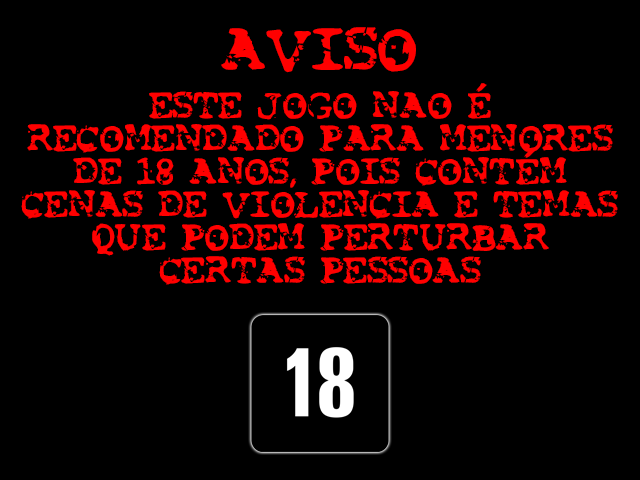 AVISO
ESTE JOGO NAO É
RECOMENDADO PARA MENORES
DE 18 ANOS, POIS CONTÉM
CENAS DE VIOLENCIA E TEMAS
QUE PODEM PERTURBAR
CERTAS PESSOAS
18